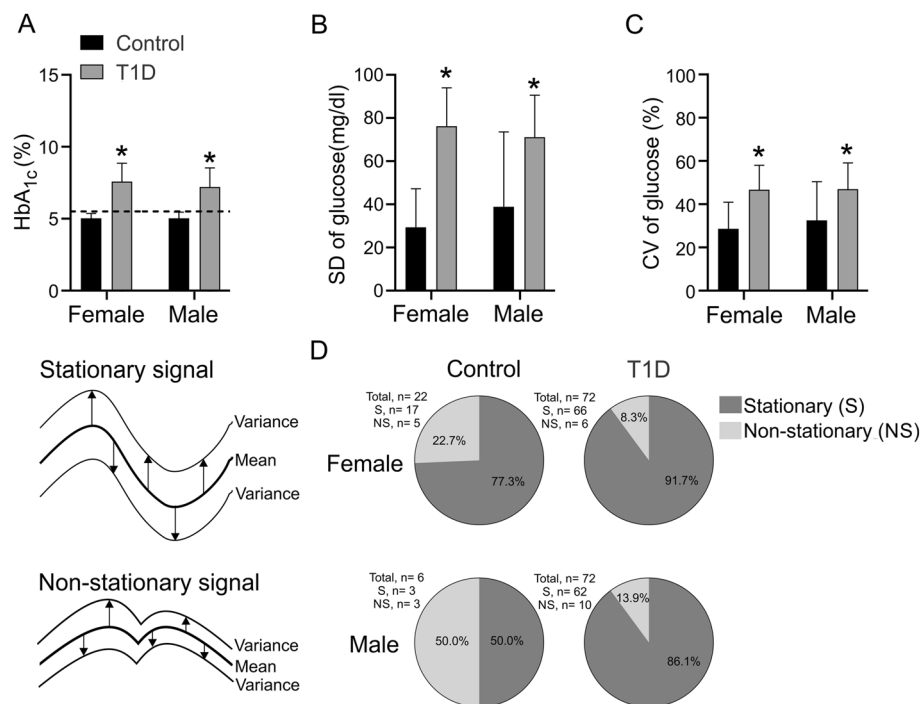 A
Control
T1D
HbA1c (%)
15
10
5
0
*
*
Female
Male
B
SD of glucose(mg/dl)
100
80
60
40
20
0
*
*
Female
Male
C
CV of glucose (%)
100
80
60
40
20
0
*
*
Female
Male
Stationary signal
Variance
Mean
Variance
Non-stationary signal
Variance
Mean
Variance
D
Control
T1D
Stationary (S)
Non-stationary (NS)
Female
Total, n= 22
S, n= 17
NS, n= 5
22.7%
77.3%
Total, n= 72
S, n= 66
NS, n= 6
8.3%
91.7%
Male
Total, n= 6
S, n= 3
NS, n= 3
50.0%
50.0%
Total, n= 72
S, n= 62
NS, n= 10
13.9%
86.1%